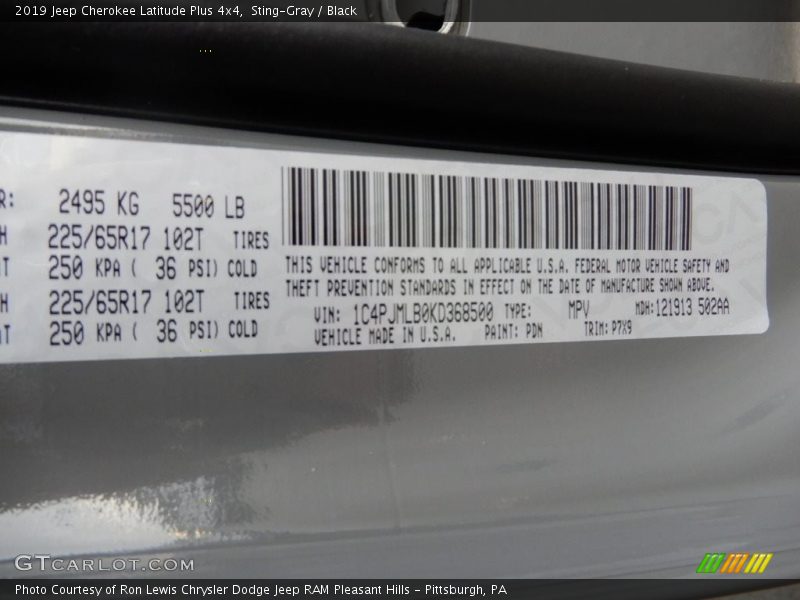 2019 Jeep Cherokee Latitude Plus 4x4,  Sting-Gray / Black
R: 2495 KG 5500 LB
H 225/65R17 102T TIRES
T 250 KPA ( 36 PSI) COLD
H 225/65R17 102T TIRES
T 250 KPA ( 36 PSI) COLD
THIS VEHICLE CONFORMS TO ALL APPLICABLE U.S.A. FEDERAL MOTOR VEHICLE SAFETY AND
THEFT PREVENTION STANDARDS IN EFFECT ON THE DATE OF MANUFACTURE SHOWN ABOVE.
VIN: 1C4PJMLB0KD368500 TYPE: MPV MDH:121913 502AA
VEHICLE MADE IN U.S.A. PAINT: PDN TRIM: P7X9
GTCARLOT.COM
Photo Courtesy of Ron Lewis Chrysler Dodge Jeep RAM Pleasant Hills - Pittsburgh, PA